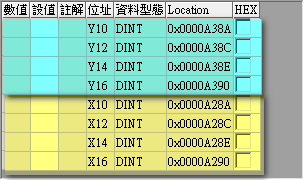 數值 設值 註解 位址 資料型態 Location HEX
Y10 DINT 0x0000A38A
Y12 DINT 0x0000A38C
Y14 DINT 0x0000A38E
Y16 DINT 0x0000A390
X10 DINT 0x0000A28A
X12 DINT 0x0000A28C
X14 DINT 0x0000A28E
X16 DINT 0x0000A290